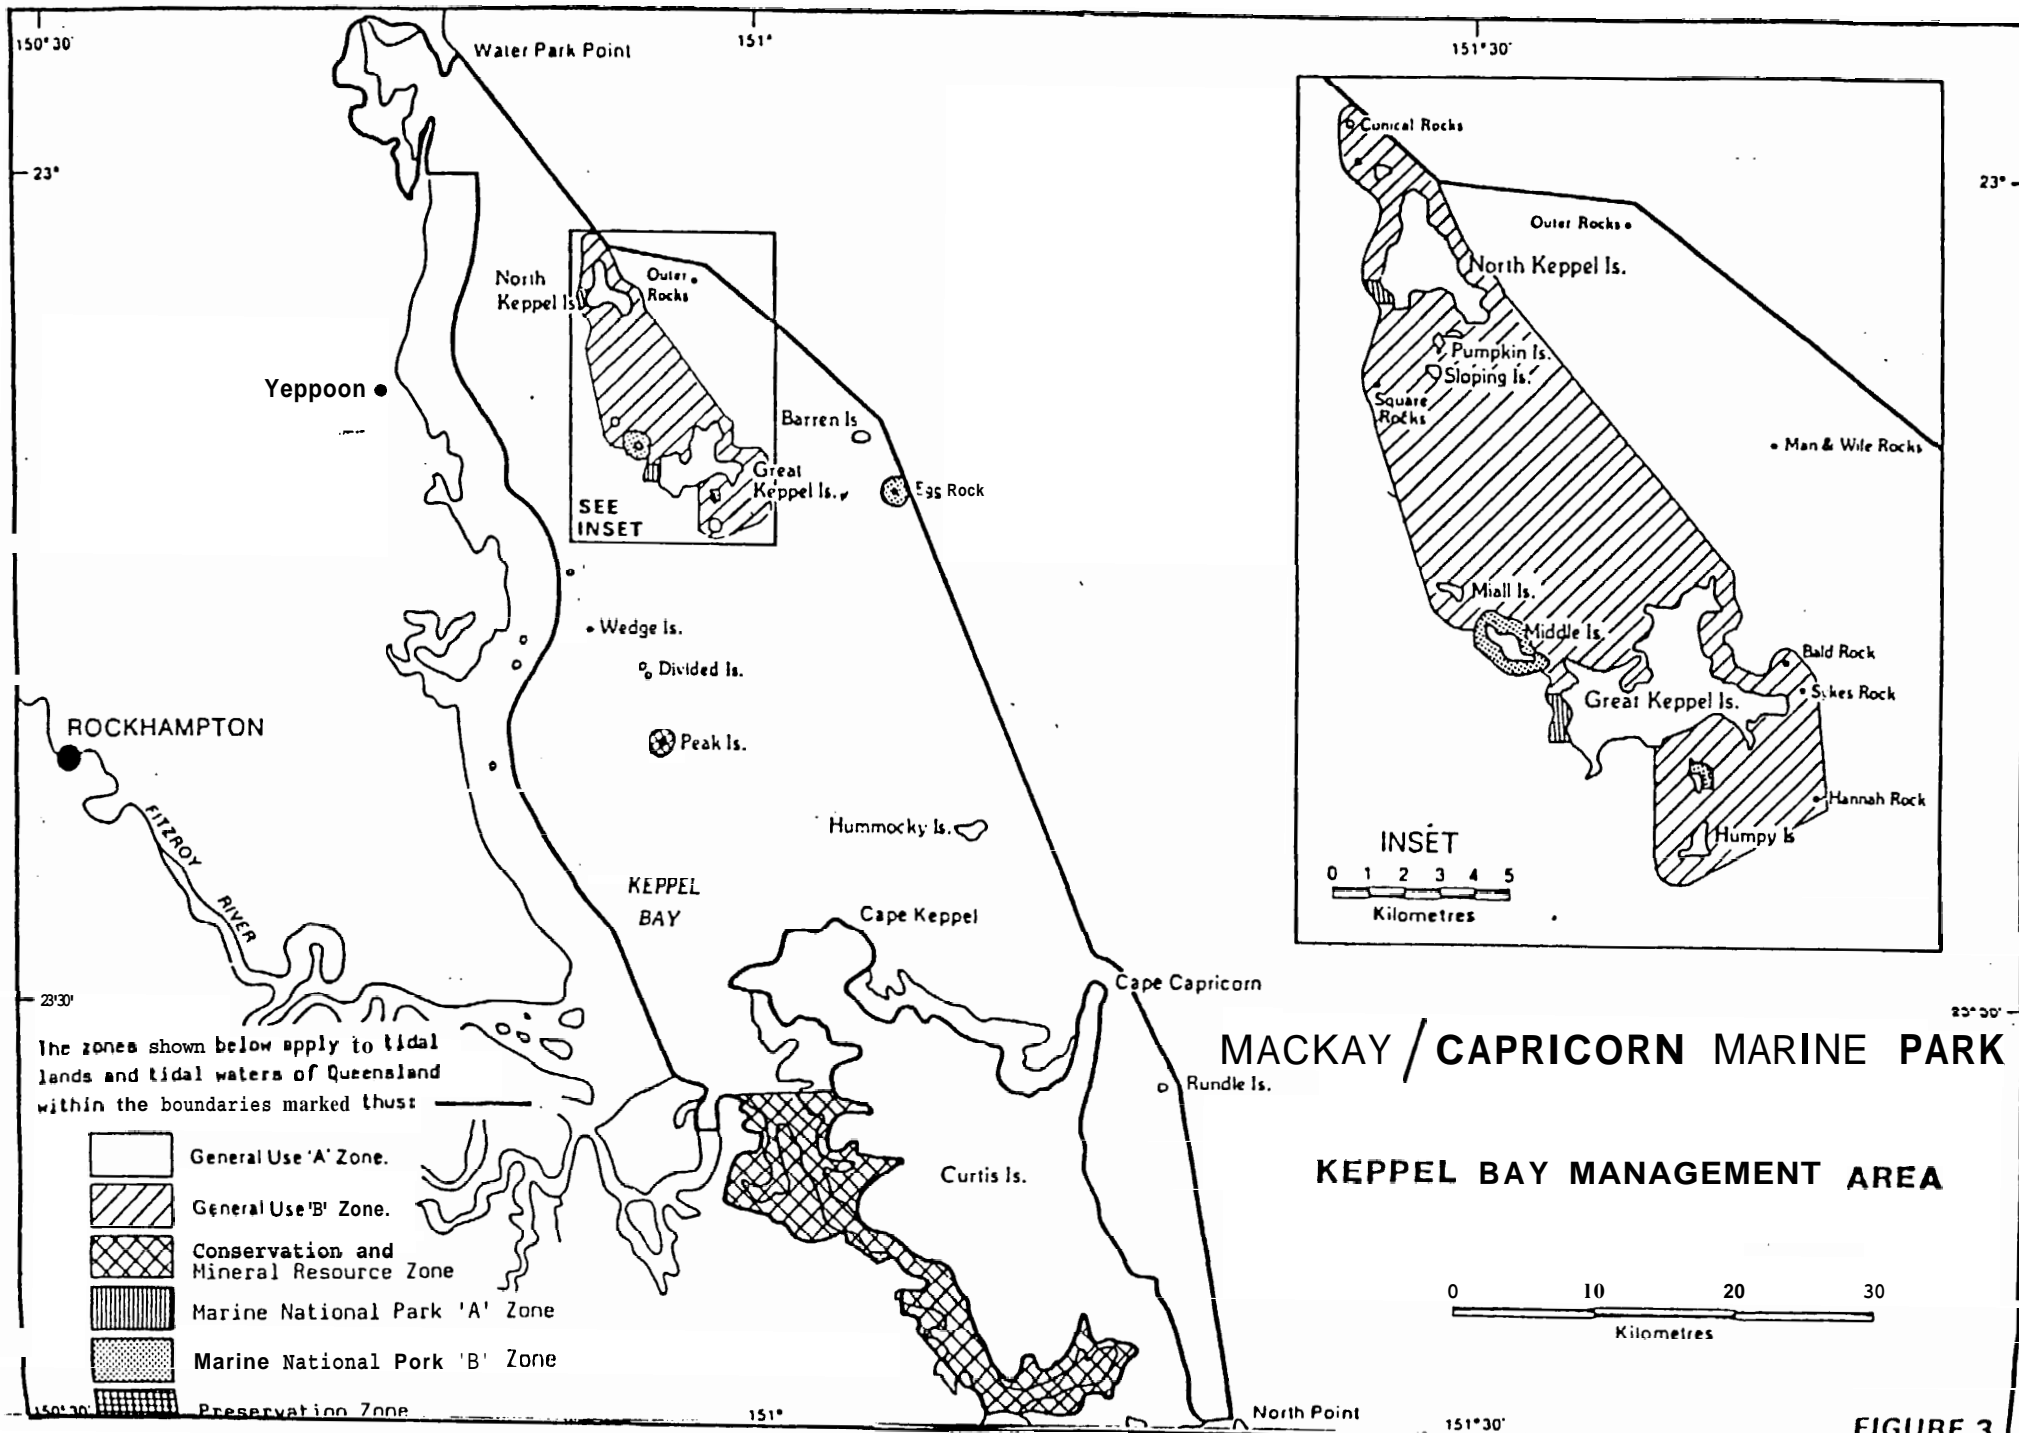 150°30'
151°
151°30'
Water Park Point
23°
23°
North
Keppel Is.
Outer
Rocks
Yeppoon
Barren Is
Great
Keppel Is.
Egg Rock
SEE
INSET
Wedge Is.
Divided Is.
Peak Is.
ROCKHAMPTON
FITZROY
RIVER
Hummocky Is.
KEPPEL
BAY
Cape Keppel
Cape Capricorn
Rundle Is.
Curtis Is.
North Point
Conical Rocks
Outer Rocks
North Keppel Is.
Pumpkin Is.
Sloping Is.
Square
Rocks
Man & Wife Rocks
Miall Is.
Middle Is.
Bald Rock
Great Keppel Is.
Sykes Rock
Hannah Rock
Humpy Is
INSET
0 1 2 3 4 5
Kilometres
23°30'
23°30'
The zones shown below apply to tidal
lands and tidal waters of Queensland
within the boundaries marked thus:
General Use 'A' Zone.
General Use 'B' Zone.
Conservation and
Mineral Resource Zone
Marine National Park 'A' Zone
Marine National Pork 'B' Zone
Preservation Zone
MACKAY / CAPRICORN MARINE PARK
KEPPEL BAY MANAGEMENT AREA
0 10 20 30
Kilometres
150°30'
151°
151°30'
FIGURE 3